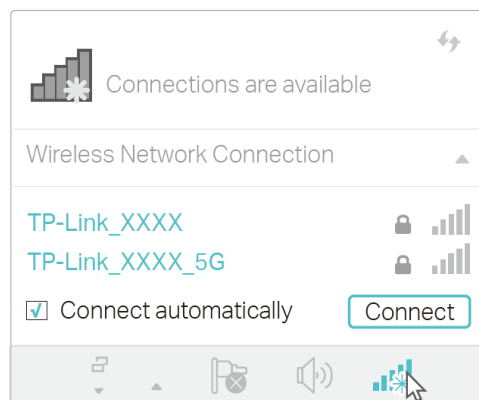 Connections are available
Wireless Network Connection
TP-Link_XXXX
TP-Link_XXXX_5G
Connect automatically
Connect